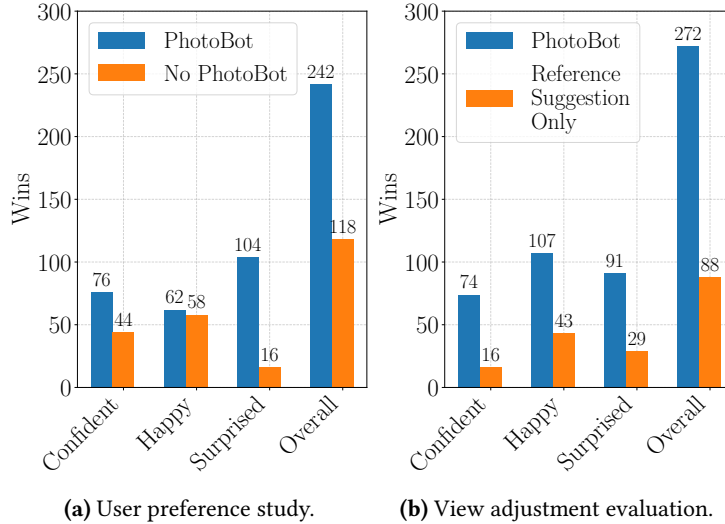 300
250
200
150
100
50
0
Wins
PhotoBot
No PhotoBot
76
44
62
58
104
16
242
118
Confident
Happy
Surprised
Overall
(a) User preference study.
300
250
200
150
100
50
0
Wins
PhotoBot
Reference
Suggestion
Only
74
16
107
43
91
29
272
88
Confident
Happy
Surprised
Overall
(b) View adjustment evaluation.